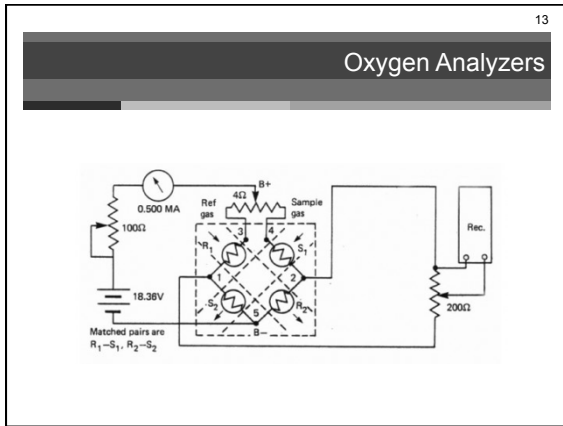 13
Oxygen Analyzers
B+
4Ω
Ref
gas
Sample
gas
0.500 MA
100Ω
3
4
Rec.
R₁
S₁
1
2
18.36V
S₂
R₂
5
200Ω
B−
Matched pairs are
R₁–S₁, R₂–S₂